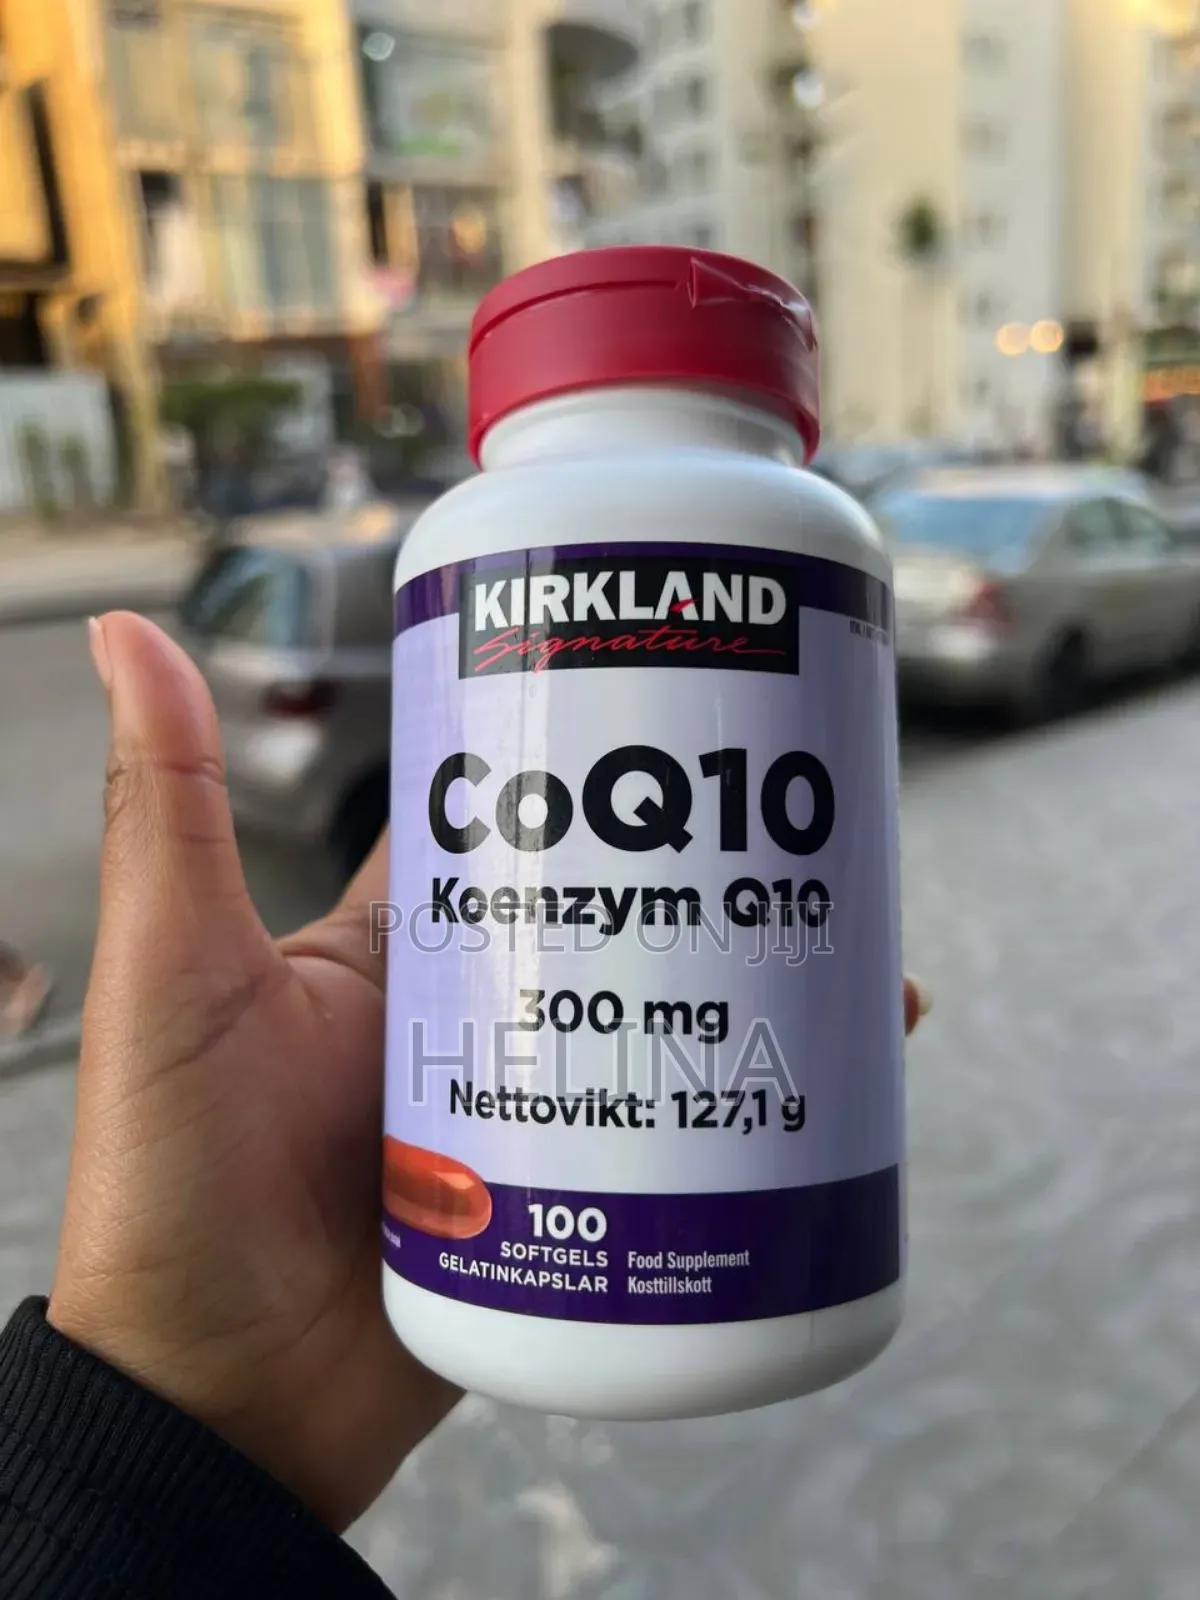 KIRKLAND
Signature
CoQ10
Koenzym Q10
POSTED ON JIJI
300 mg
HELINA
Nettovikt: 127,1 g
100
SOFTGELS
GELATINKAPSLAR
Food Supplement
Kosttillskott